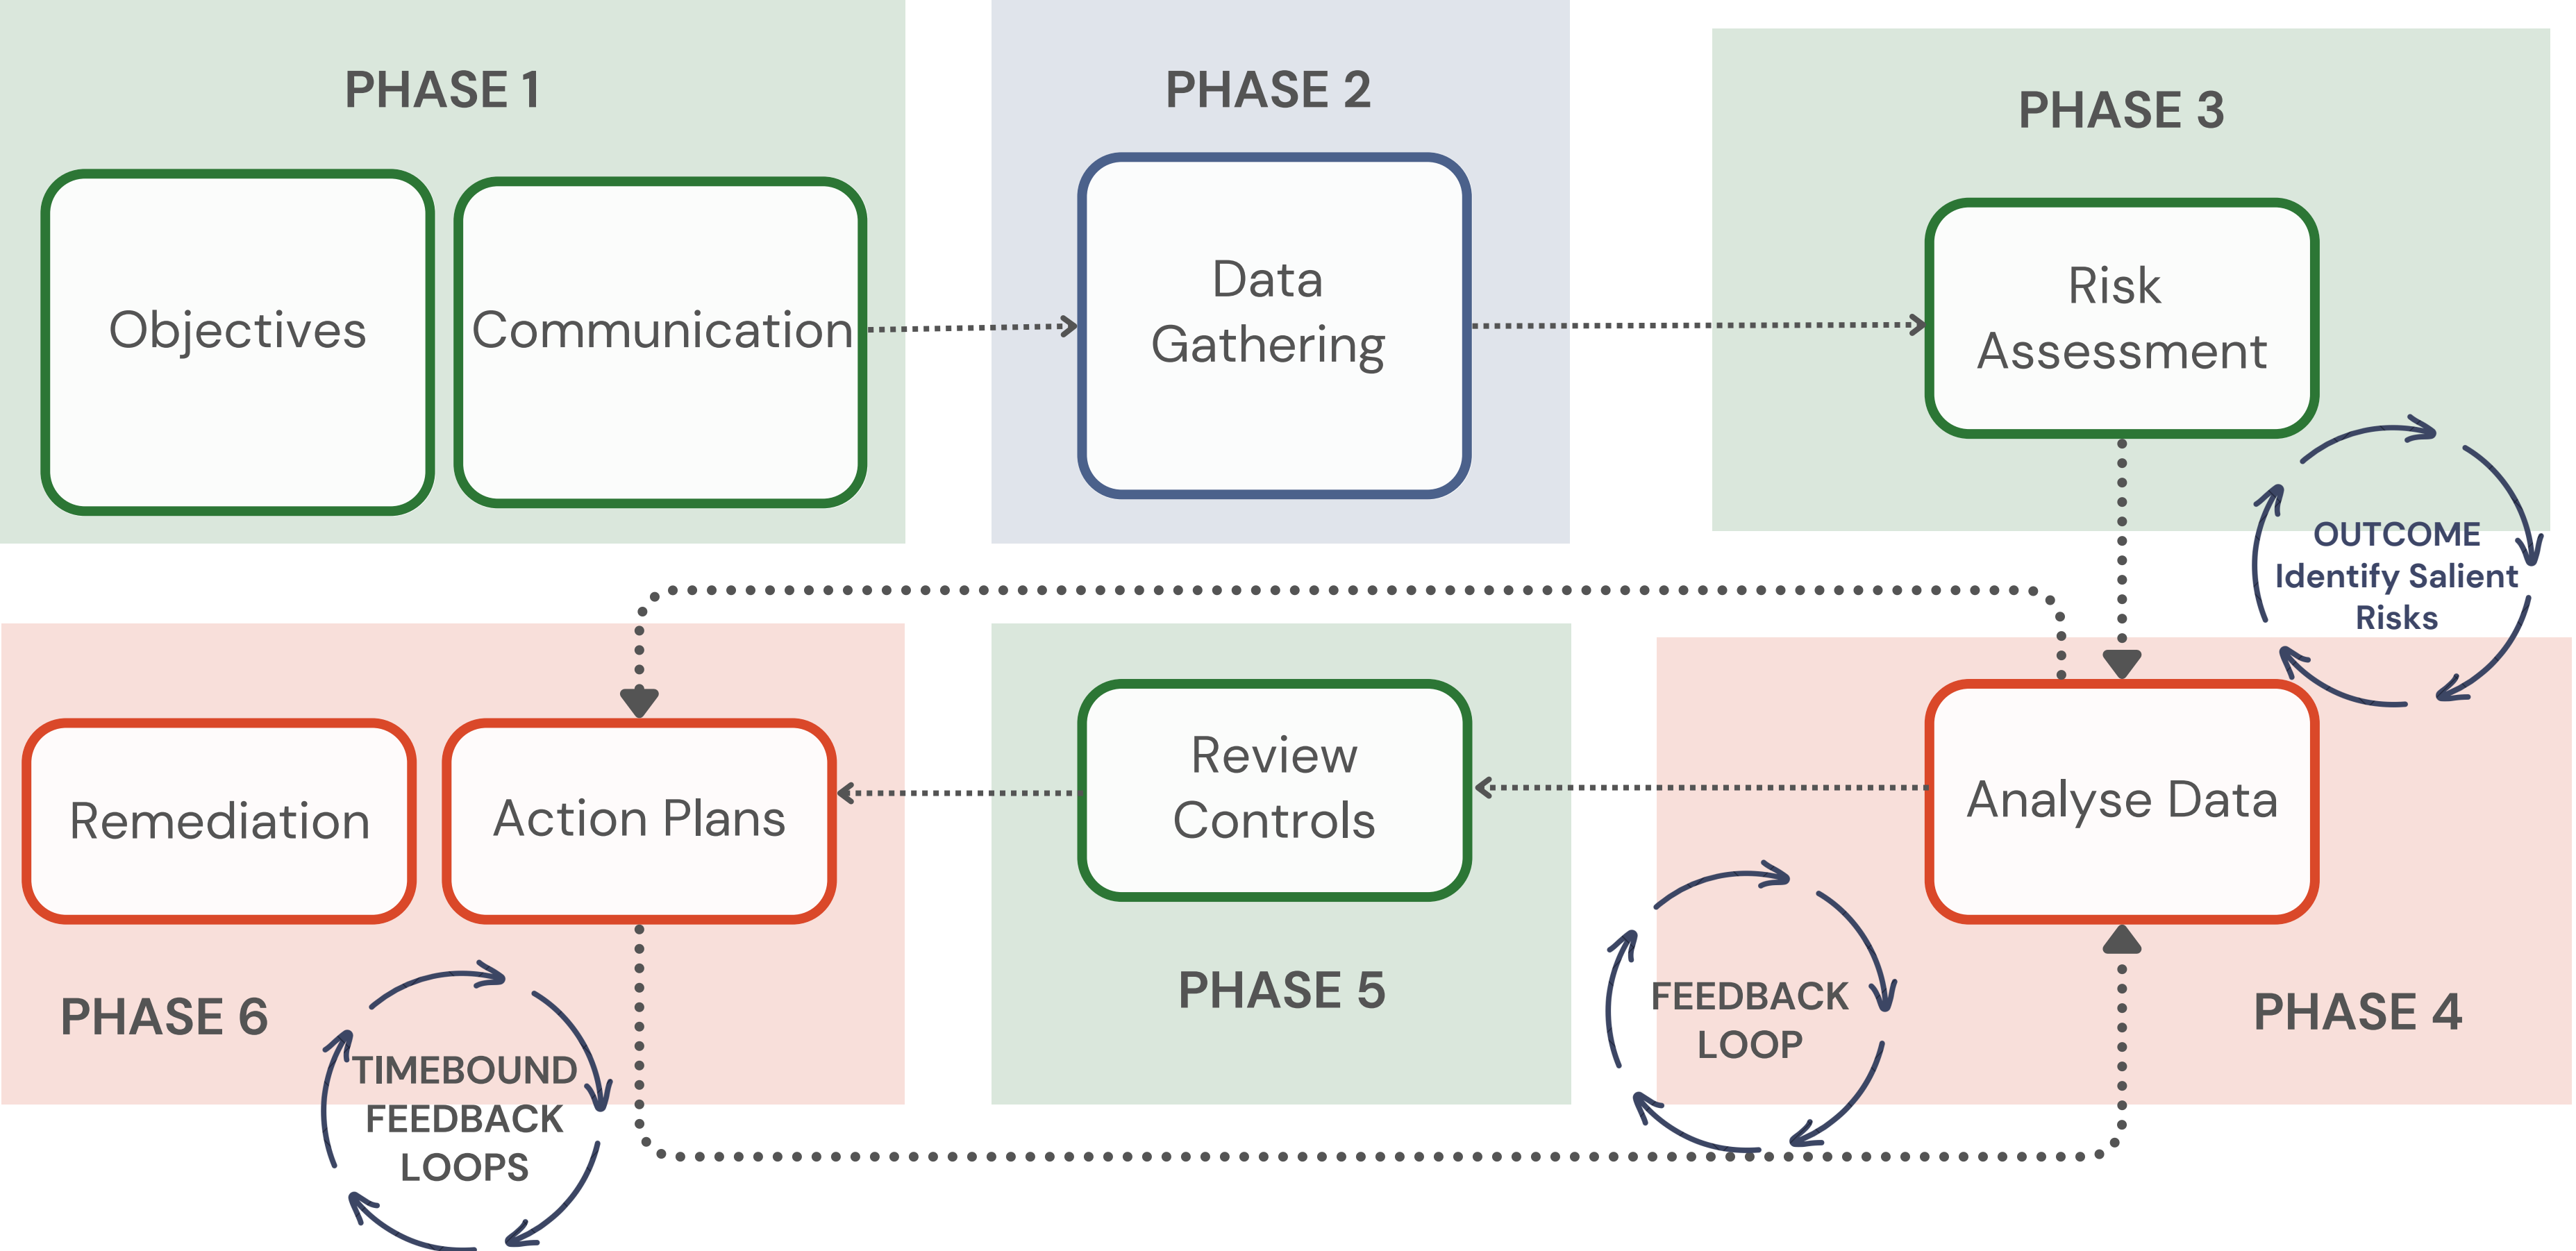 PHASE 1
Objectives
Communication
PHASE 2
Data
Gathering
PHASE 3
Risk
Assessment
OUTCOME
Identify Salient
Risks
Analyse Data
PHASE 4
FEEDBACK
LOOP
Review
Controls
PHASE 5
Action Plans
Remediation
PHASE 6
TIMEBOUND
FEEDBACK
LOOPS